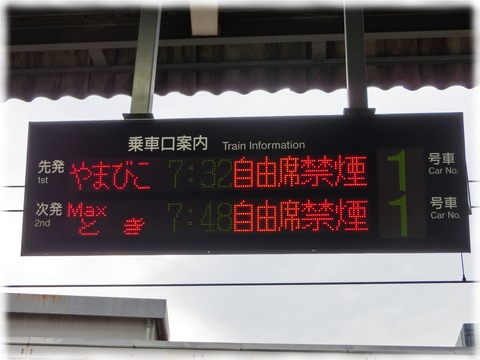 乗車口案内 Train Information
先発 1st やまびこ 7:32 自由席禁煙 1 号車 Car No.
次発 2nd Max とき 7:48 自由席禁煙 1 号車 Car No.